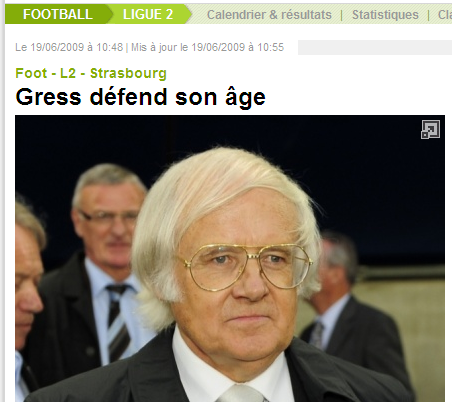 FOOTBALL LIGUE 2 Calendrier & résultats | Statistiques |
Le 19/06/2009 à 10:48 | Mis à jour le 19/06/2009 à 10:55
Foot - L2 - Strasbourg
Gress défend son âge